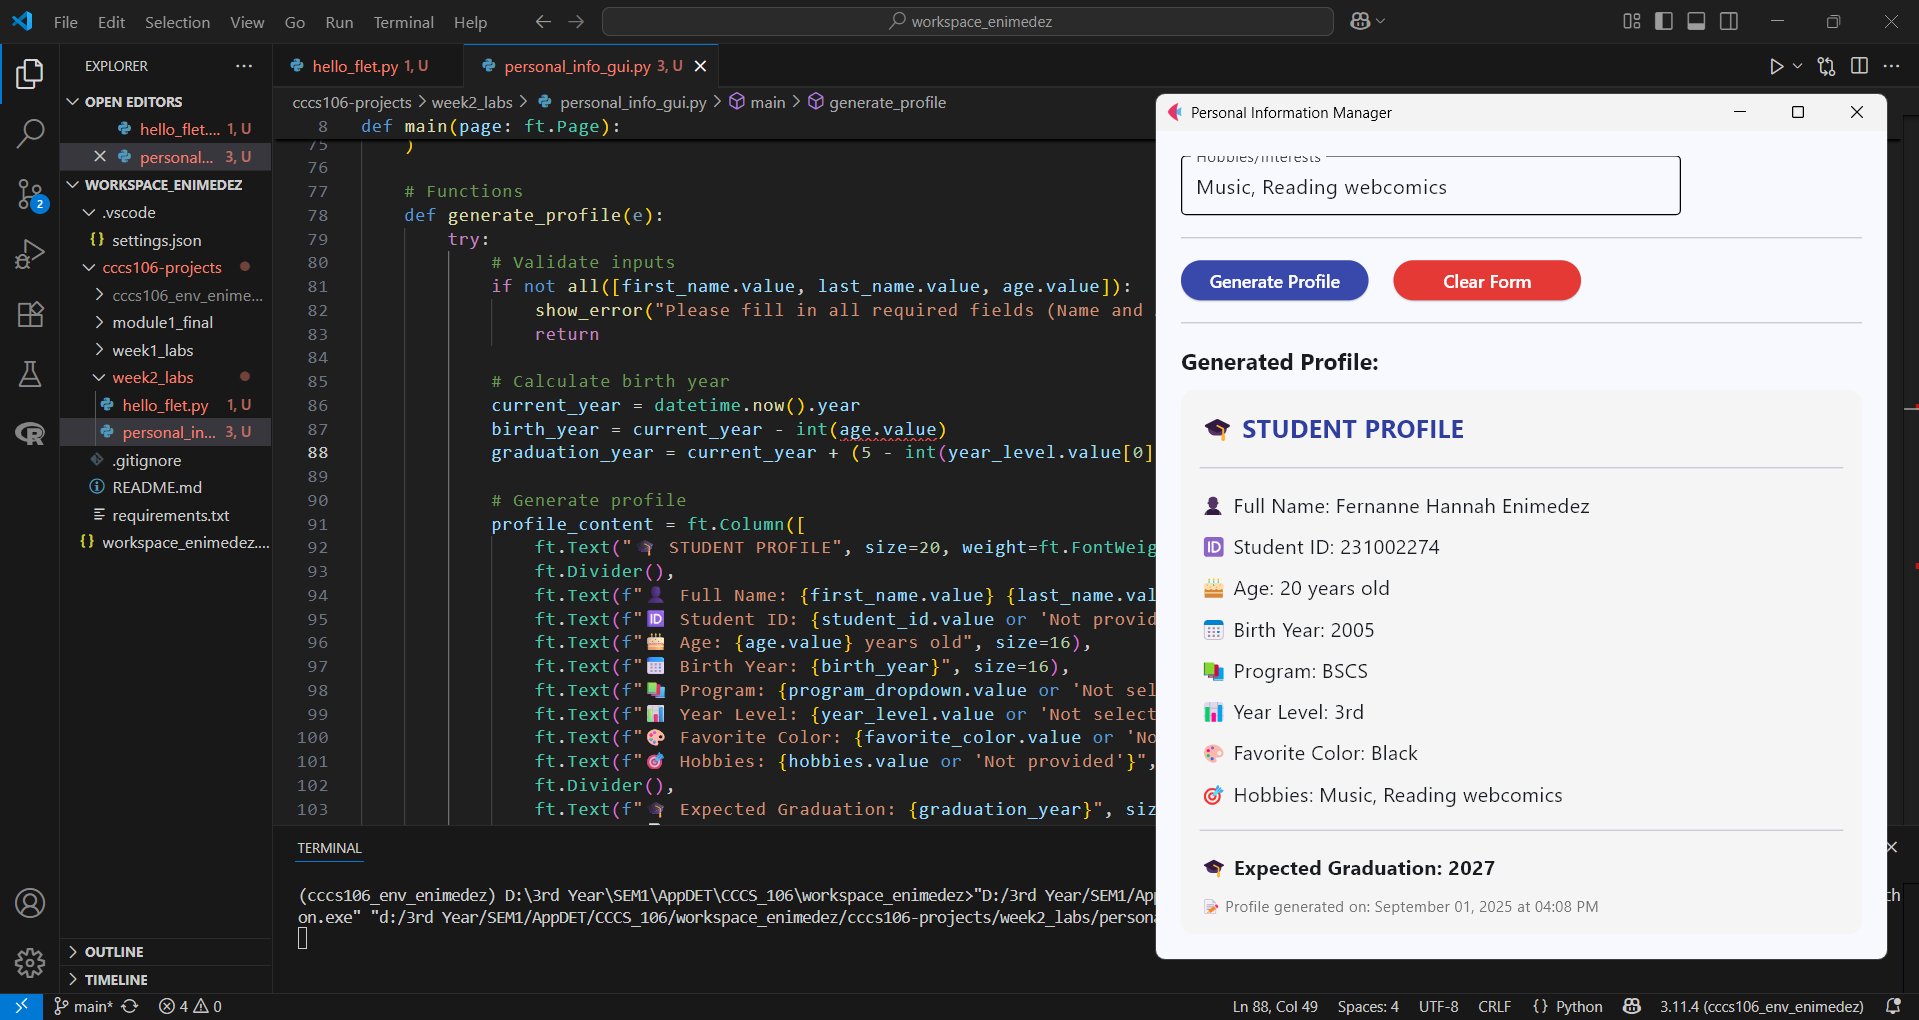 File Edit Selection View Go Run Terminal Help
workspace_enimedez
EXPLORER
OPEN EDITORS
hello_flet.... 1, U
personal... 3, U
WORKSPACE_ENIMEDEZ
.vscode
settings.json
cccs106-projects
cccs106_env_enime...
module1_final
week1_labs
week2_labs
hello_flet.py 1, U
personal_in... 3, U
.gitignore
README.md
requirements.txt
workspace_enimedez....
OUTLINE
TIMELINE
2
hello_flet.py 1, U
personal_info_gui.py 3, U
cccs106-projects > week2_labs > personal_info_gui.py > main > generate_profile
8 def main(page: ft.Page):
75 )
76
77 # Functions
78 def generate_profile(e):
79 try:
80 # Validate inputs
81 if not all([first_name.value, last_name.value, age.value]):
82 show_error("Please fill in all required fields (Name and
83 return
84
85 # Calculate birth year
86 current_year = datetime.now().year
87 birth_year = current_year - int(age.value)
88 graduation_year = current_year + (5 - int(year_level.value[0]
89
90 # Generate profile
91 profile_content = ft.Column([
92 ft.Text("🎓 STUDENT PROFILE", size=20, weight=ft.FontWeig
93 ft.Divider(),
94 ft.Text(f"👤 Full Name: {first_name.value} {last_name.val
95 ft.Text(f"🆔 Student ID: {student_id.value or 'Not provid
96 ft.Text(f"🎂 Age: {age.value} years old", size=16),
97 ft.Text(f"📅 Birth Year: {birth_year}", size=16),
98 ft.Text(f"📚 Program: {program_dropdown.value or 'Not sel
99 ft.Text(f"📊 Year Level: {year_level.value or 'Not select
100 ft.Text(f"🎨 Favorite Color: {favorite_color.value or 'No
101 ft.Text(f"🎯 Hobbies: {hobbies.value or 'Not provided'}",
102 ft.Divider(),
103 ft.Text(f"🎓 Expected Graduation: {graduation_year}", siz
TERMINAL
(cccs106_env_enimedez) D:\3rd Year\SEM1\AppDET\CCCS_106\workspace_enimedez>"D:/3rd Year/SEM1/Ap
th
on.exe" "d:/3rd Year/SEM1/AppDET/CCCS_106/workspace_enimedez/cccs106-projects/week2_labs/person
Personal Information Manager
Hobbies/Interests
Music, Reading webcomics
Generate Profile
Clear Form
Generated Profile:
🎓 STUDENT PROFILE
👤 Full Name: Fernanne Hannah Enimedez
🆔 Student ID: 231002274
🎂 Age: 20 years old
📅 Birth Year: 2005
📚 Program: BSCS
📊 Year Level: 3rd
🎨 Favorite Color: Black
🎯 Hobbies: Music, Reading webcomics
🎓 Expected Graduation: 2027
📝 Profile generated on: September 01, 2025 at 04:08 PM
main* 4 0
Ln 88, Col 49 Spaces: 4 UTF-8 CRLF {} Python 3.11.4 (cccs106_env_enimedez)